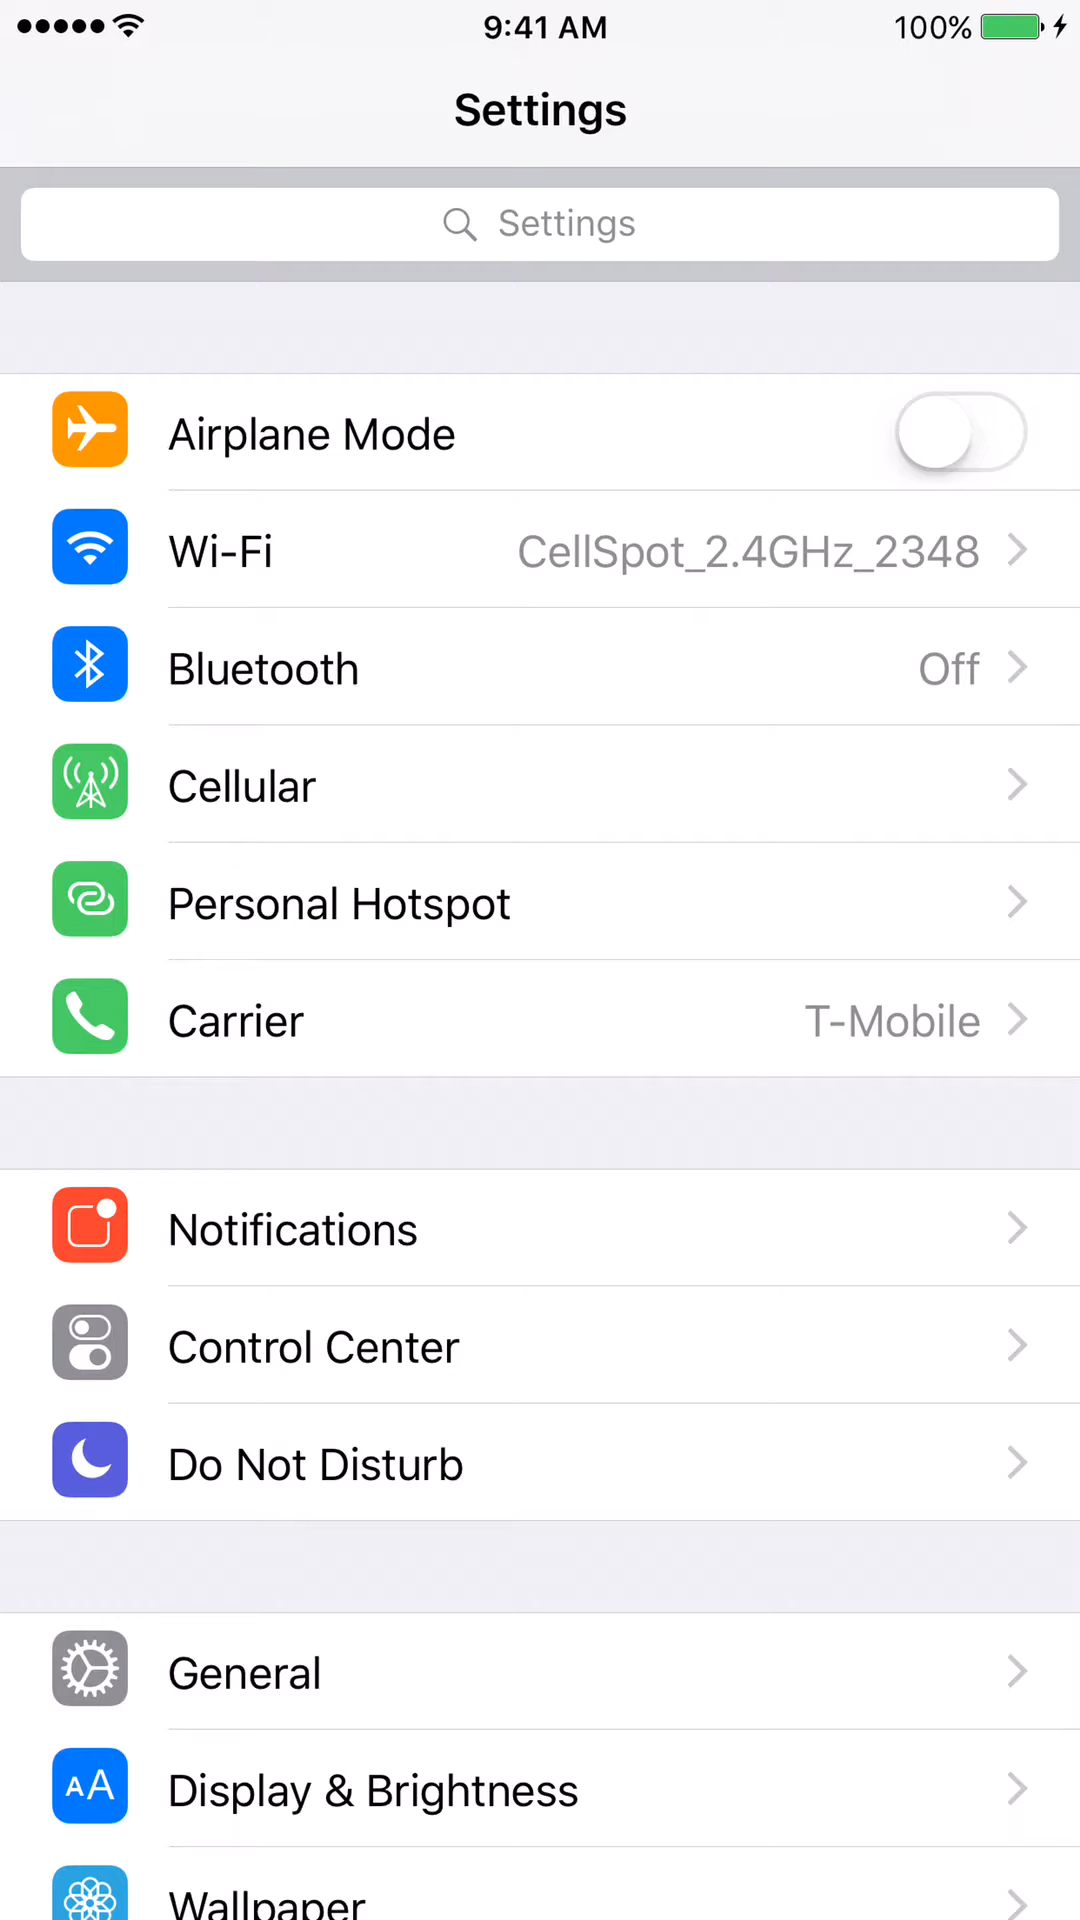 9:41 AM
100%
Settings
Settings
Airplane Mode
Wi-Fi CellSpot_2.4GHz_2348
Bluetooth Off
Cellular
Personal Hotspot
Carrier T-Mobile
Notifications
Control Center
Do Not Disturb
General
AA Display & Brightness
Wallpaper